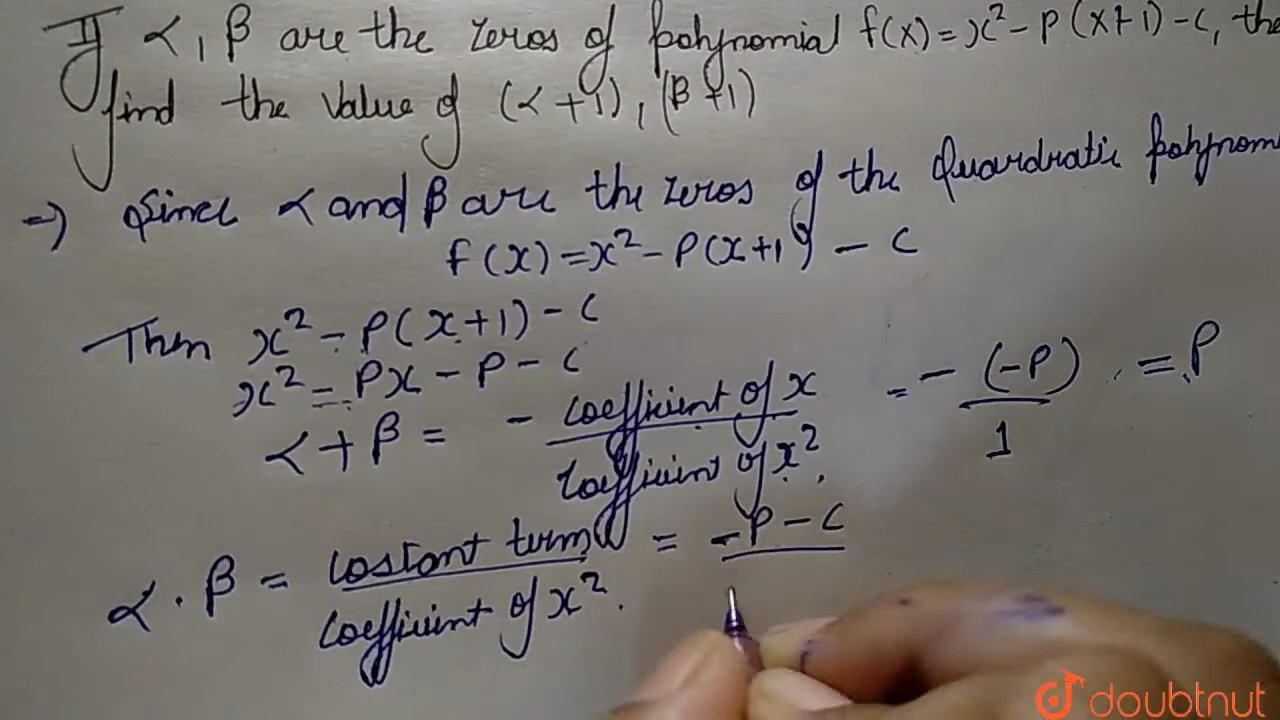 If α, β are the zeros of polynomial f(x) = x² - P(x+1) - C, the
find the value of (α+1), (β+1)
=) Since α and β are the zeros of the Quardratic polynom
f(x) = x² - P(x+1) - C
Then x² - P(x+1) - C
x² - Px - P - C
α + β = - coefficient of x / coefficient of x² = - (-P) / 1 = P
α . β = costant term / coefficient of x². = -P - C
doubtnut